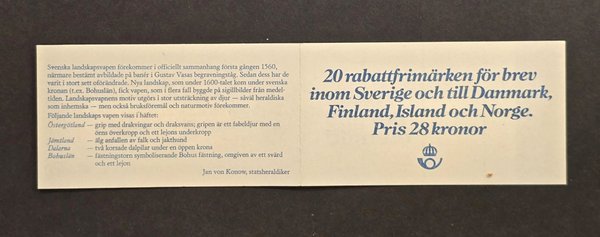 Svenska landskapsvapen förekommer i officiellt sammanhang första gången 1560,
närmare bestämt avbildade på banér i Gustav Vasas begravningståg. Sedan dess har de
varit i stort sett oförändrade. Nya landskap, som under 1600-talet kom under svenska
kronan (t.ex. Bohuslän), fick vapen, som i flera fall byggde på sigillbilder från medel-
tiden. Landskapsvapnens motiv utgörs i stor utsträckning av djur — såväl heraldiska
som inhemska — men också bruksföremål och naturmotiv förekommer.
Följande landskaps vapen visas i häftet:
Östergötland — grip med drakvingar och draksvans; gripen är ett fabeldjur med en
örns överkropp och ett lejons underkropp
Jämtland — älg anfallen av falk och jakthund
Dalarna — två korsade dalpilar under en öppen krona
Bohuslän — fästningstorn symboliserande Bohus fästning, omgiven av ett svärd
och ett lejon
Jan von Konow, statsheraldiker
20 rabattfrimärken för brev
inom Sverige och till Danmark,
Finland, Island och Norge.
Pris 28 kronor